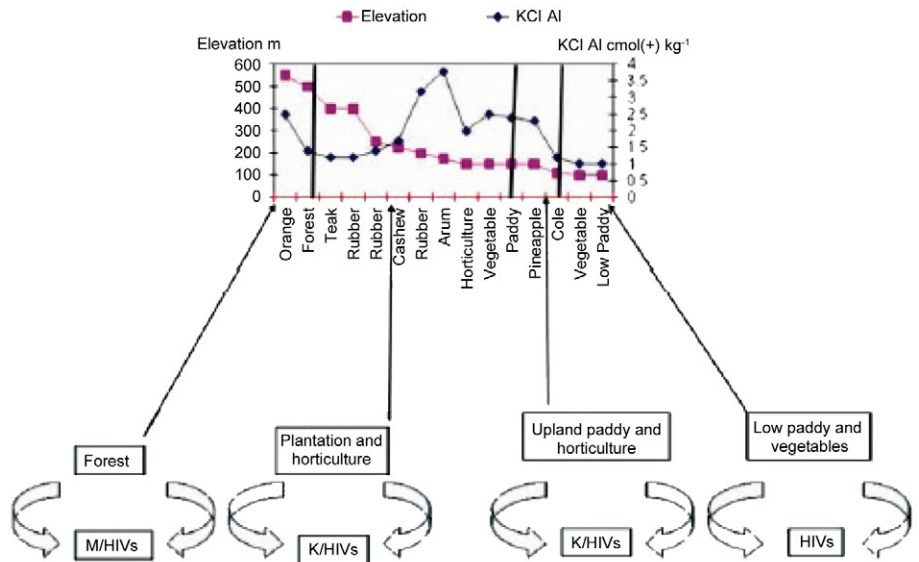 Elevation KCI Al
Elevation m KCI Al cmol(+) kg-1
600
500
400
300
200
100
0
4
3 5
3
2 5
2
1 5
1
0 5
0
Orange
Forest
Teak
Rubber
Rubber
Cashew
Rubber
Arum
Horticulture
Vegetable
Paddy
Pineapple
Cole
Vegetable
Low Paddy
Forest
Plantation and
horticulture
Upland paddy and
horticulture
Low paddy and
vegetables
M/HIVs
K/HIVs
K/HIVs
HIVs